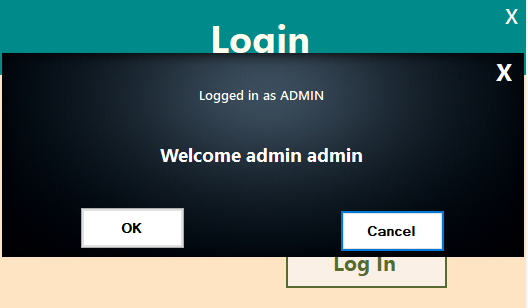 X
Login
X
Logged in as ADMIN
Welcome admin admin
OK
Cancel
Log In